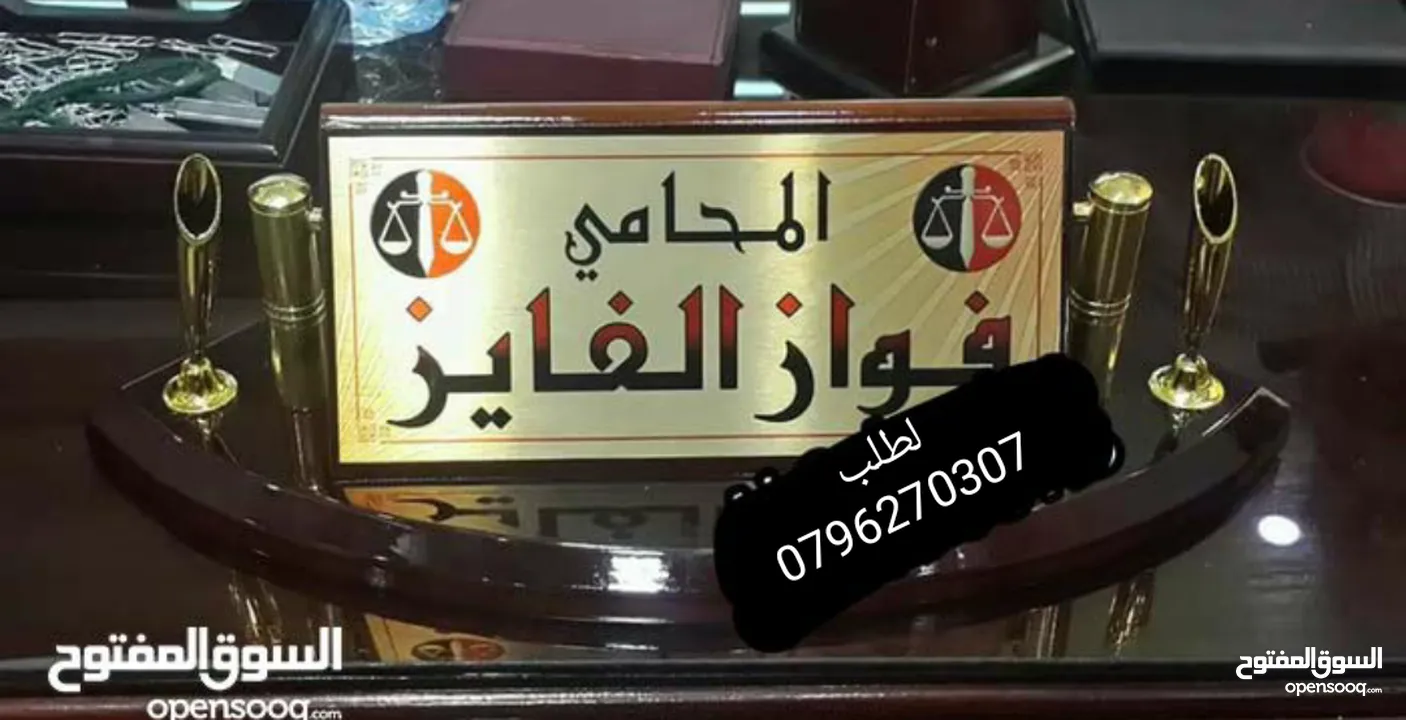 المحامي
فواز الفايز
لطلب
0796270307
السوق المفتوح
opensooq.com
السوق المفتوح
opensooq.com